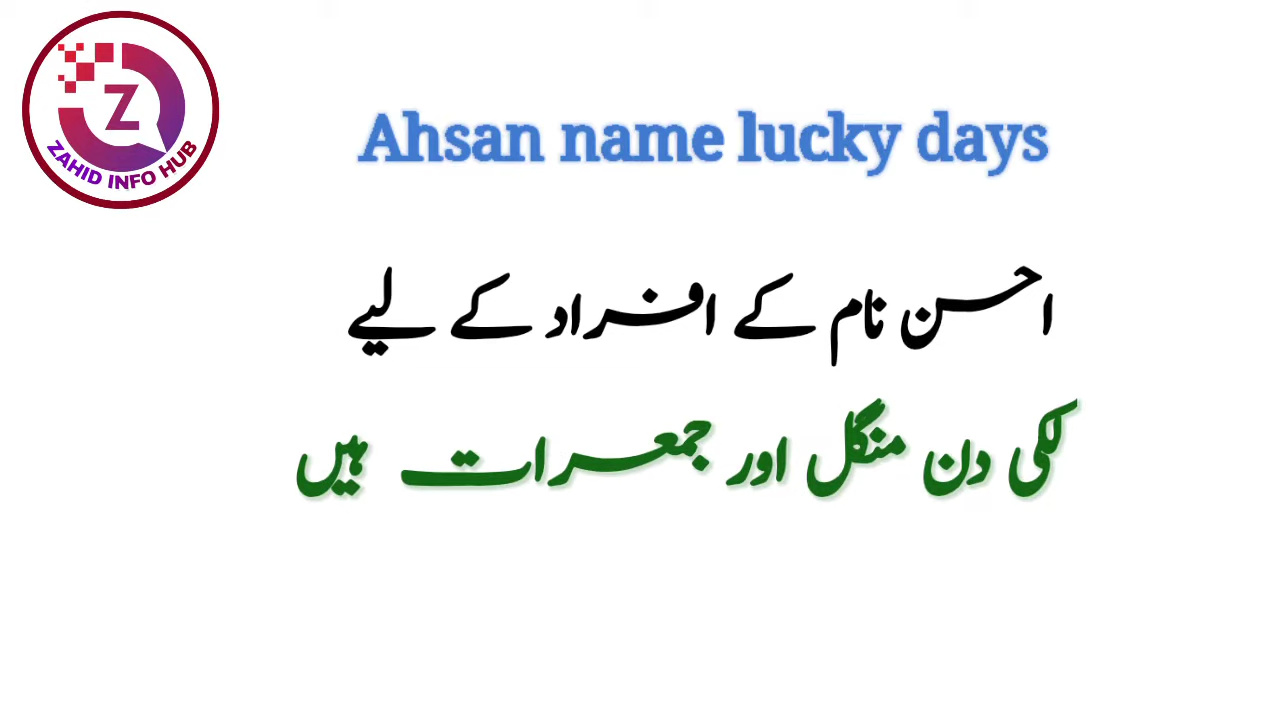 Z
ZAHID INFO HUB
Ahsan name lucky days
احسن نام کے افراد کے لیے
لکی دن منگل اور جمعرات ہیں